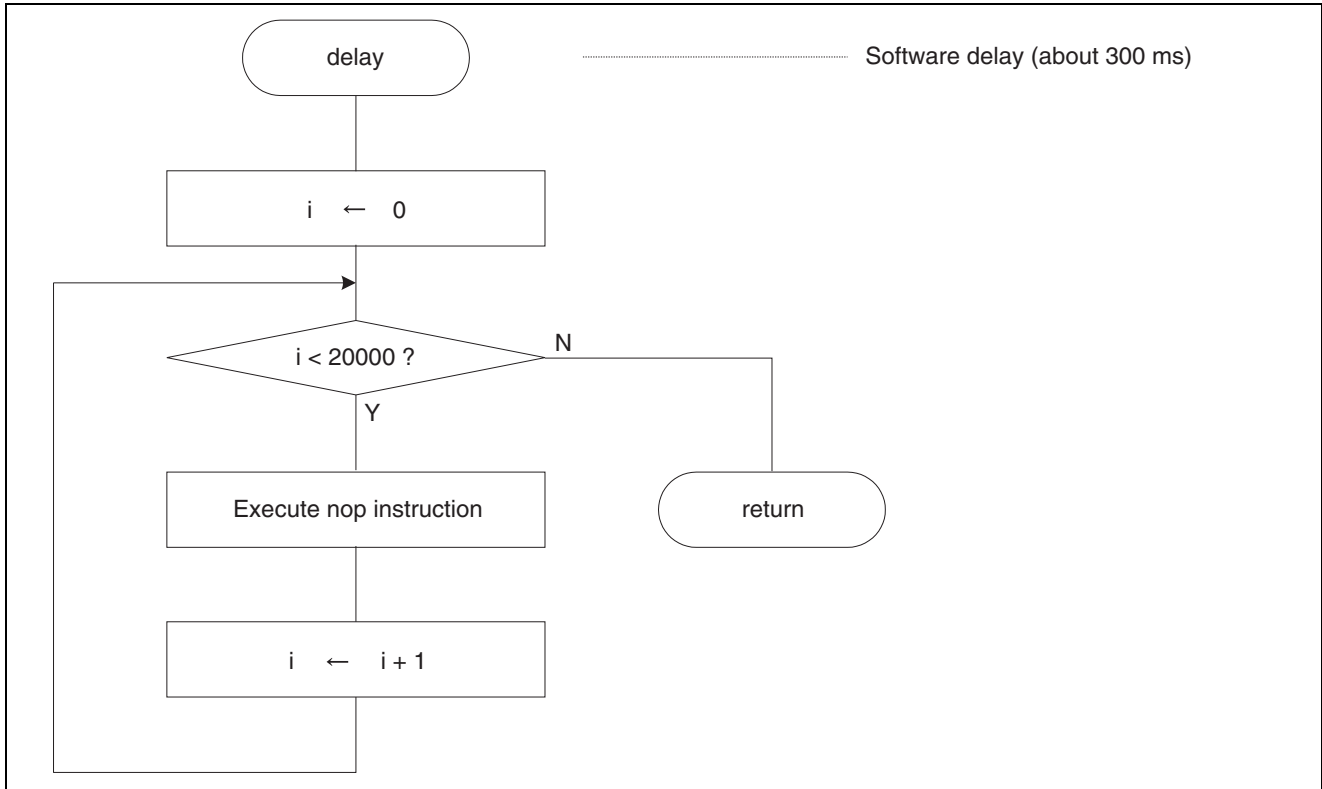 delay
Software delay (about 300 ms)
i ← 0
i < 20000 ?
N
Y
Execute nop instruction
return
i ← i + 1